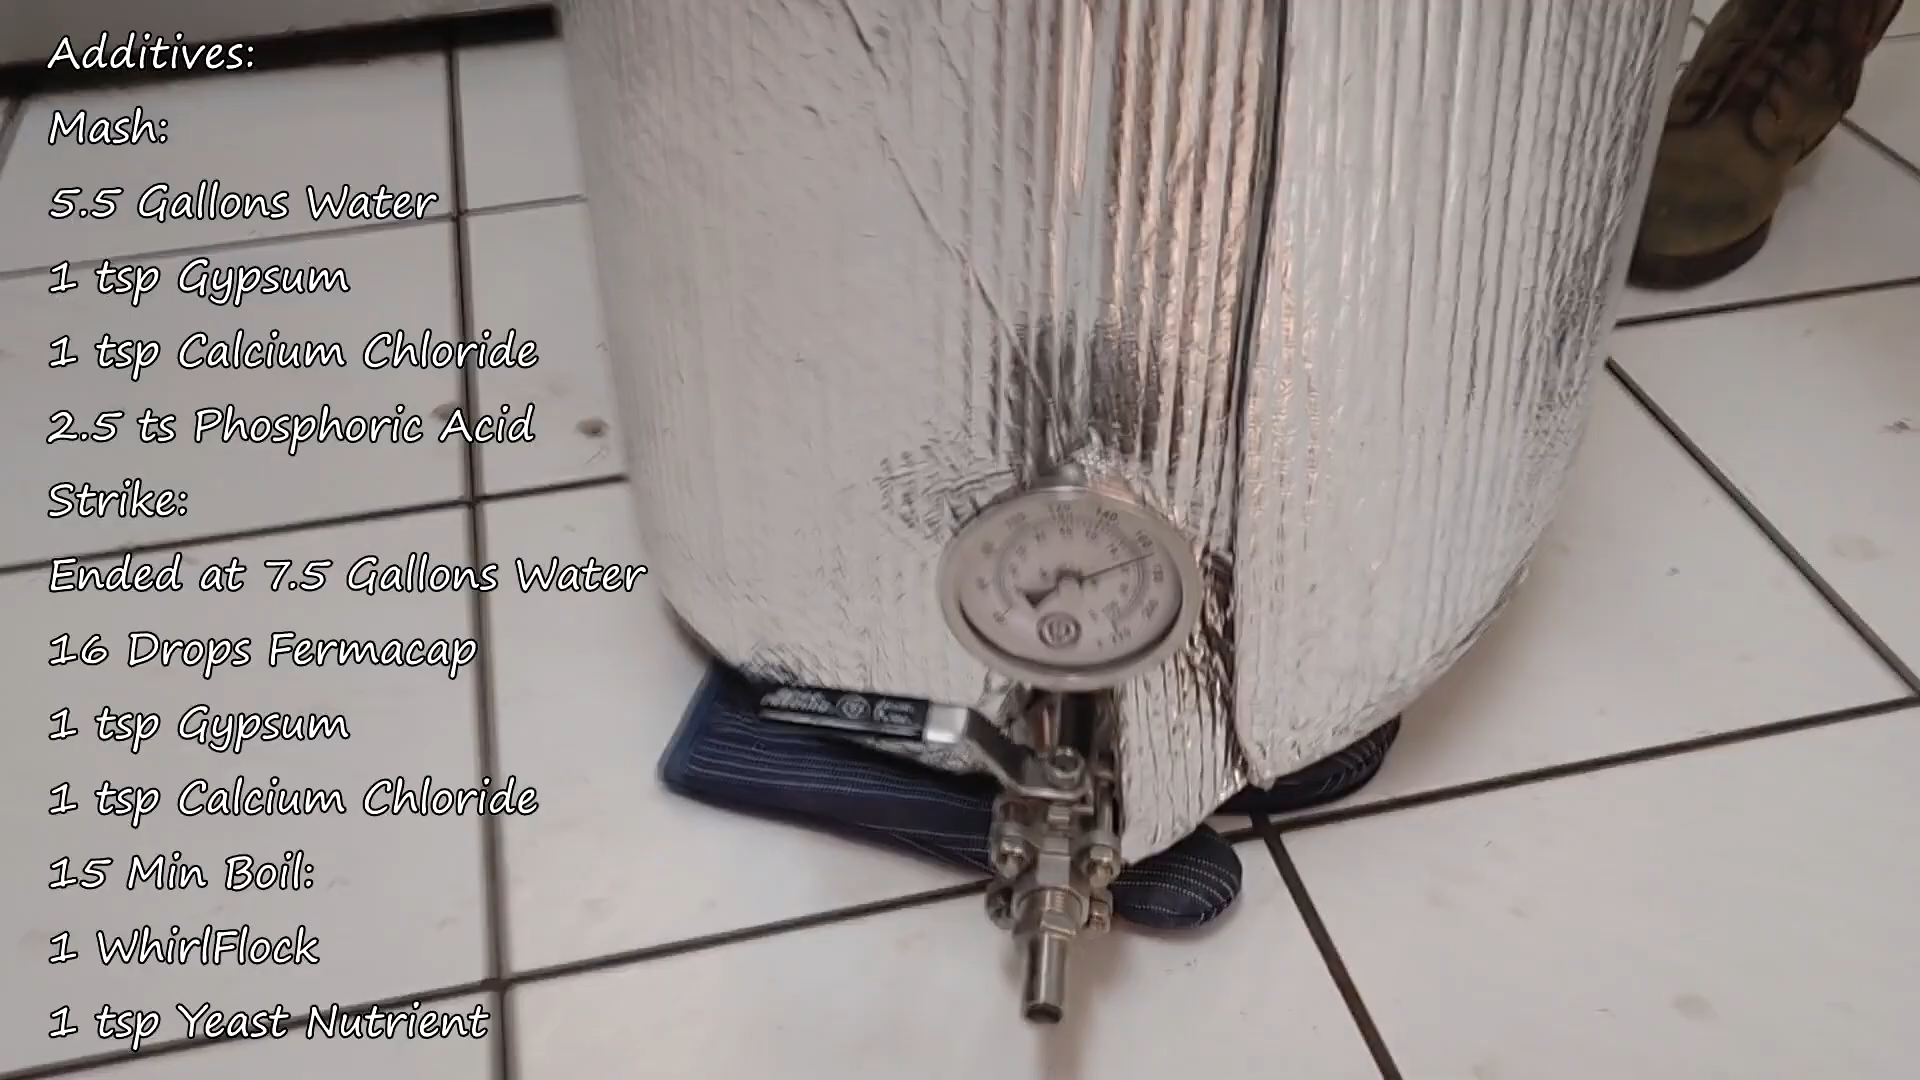 Additives:
Mash:
5.5 Gallons Water
1 tsp Gypsum
1 tsp Calcium Chloride
2.5 ts Phosphoric Acid
Strike:
Ended at 7.5 Gallons Water
16 Drops Fermacap
1 tsp Gypsum
1 tsp Calcium Chloride
15 Min Boil:
1 WhirlFlock
1 tsp Yeast Nutrient
140
160